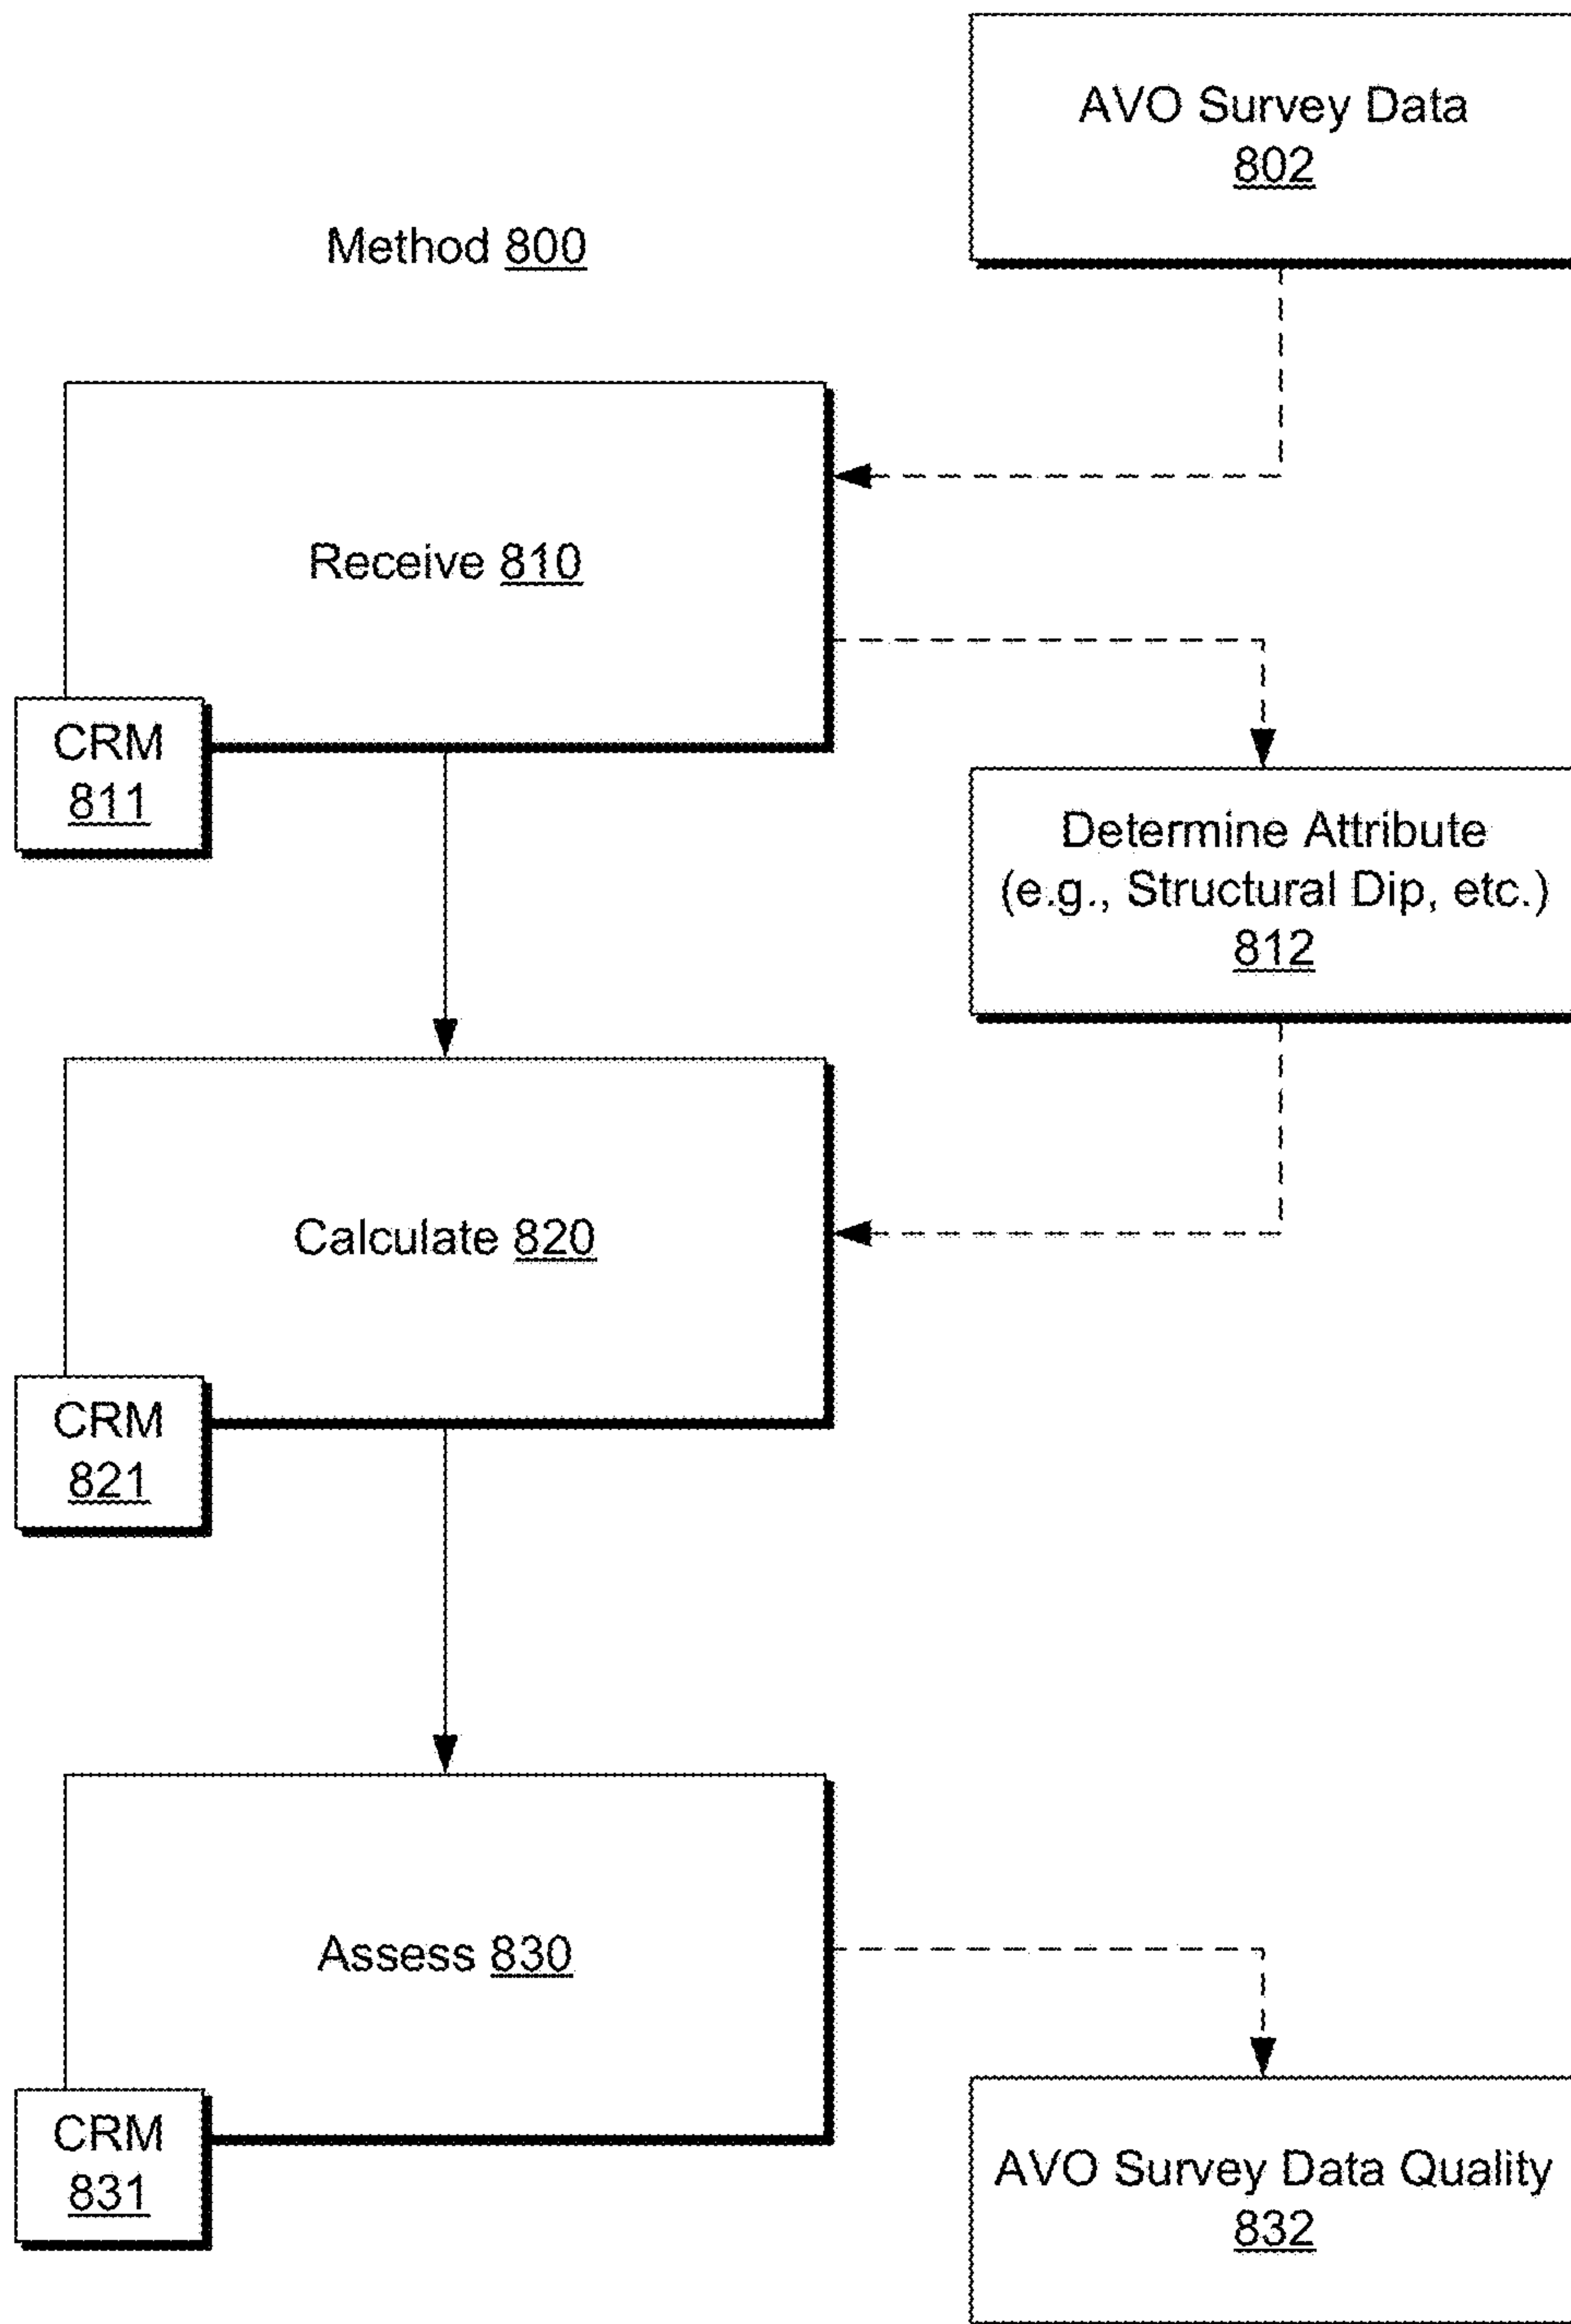 AVO Survey Data
802
Method 800
Receive 810
CRM
811
Determine Attribute
(e.g., Structural Dip, etc.)
812
Calculate 820
CRM
821
Assess 830
CRM
831
AVO Survey Data Quality
832